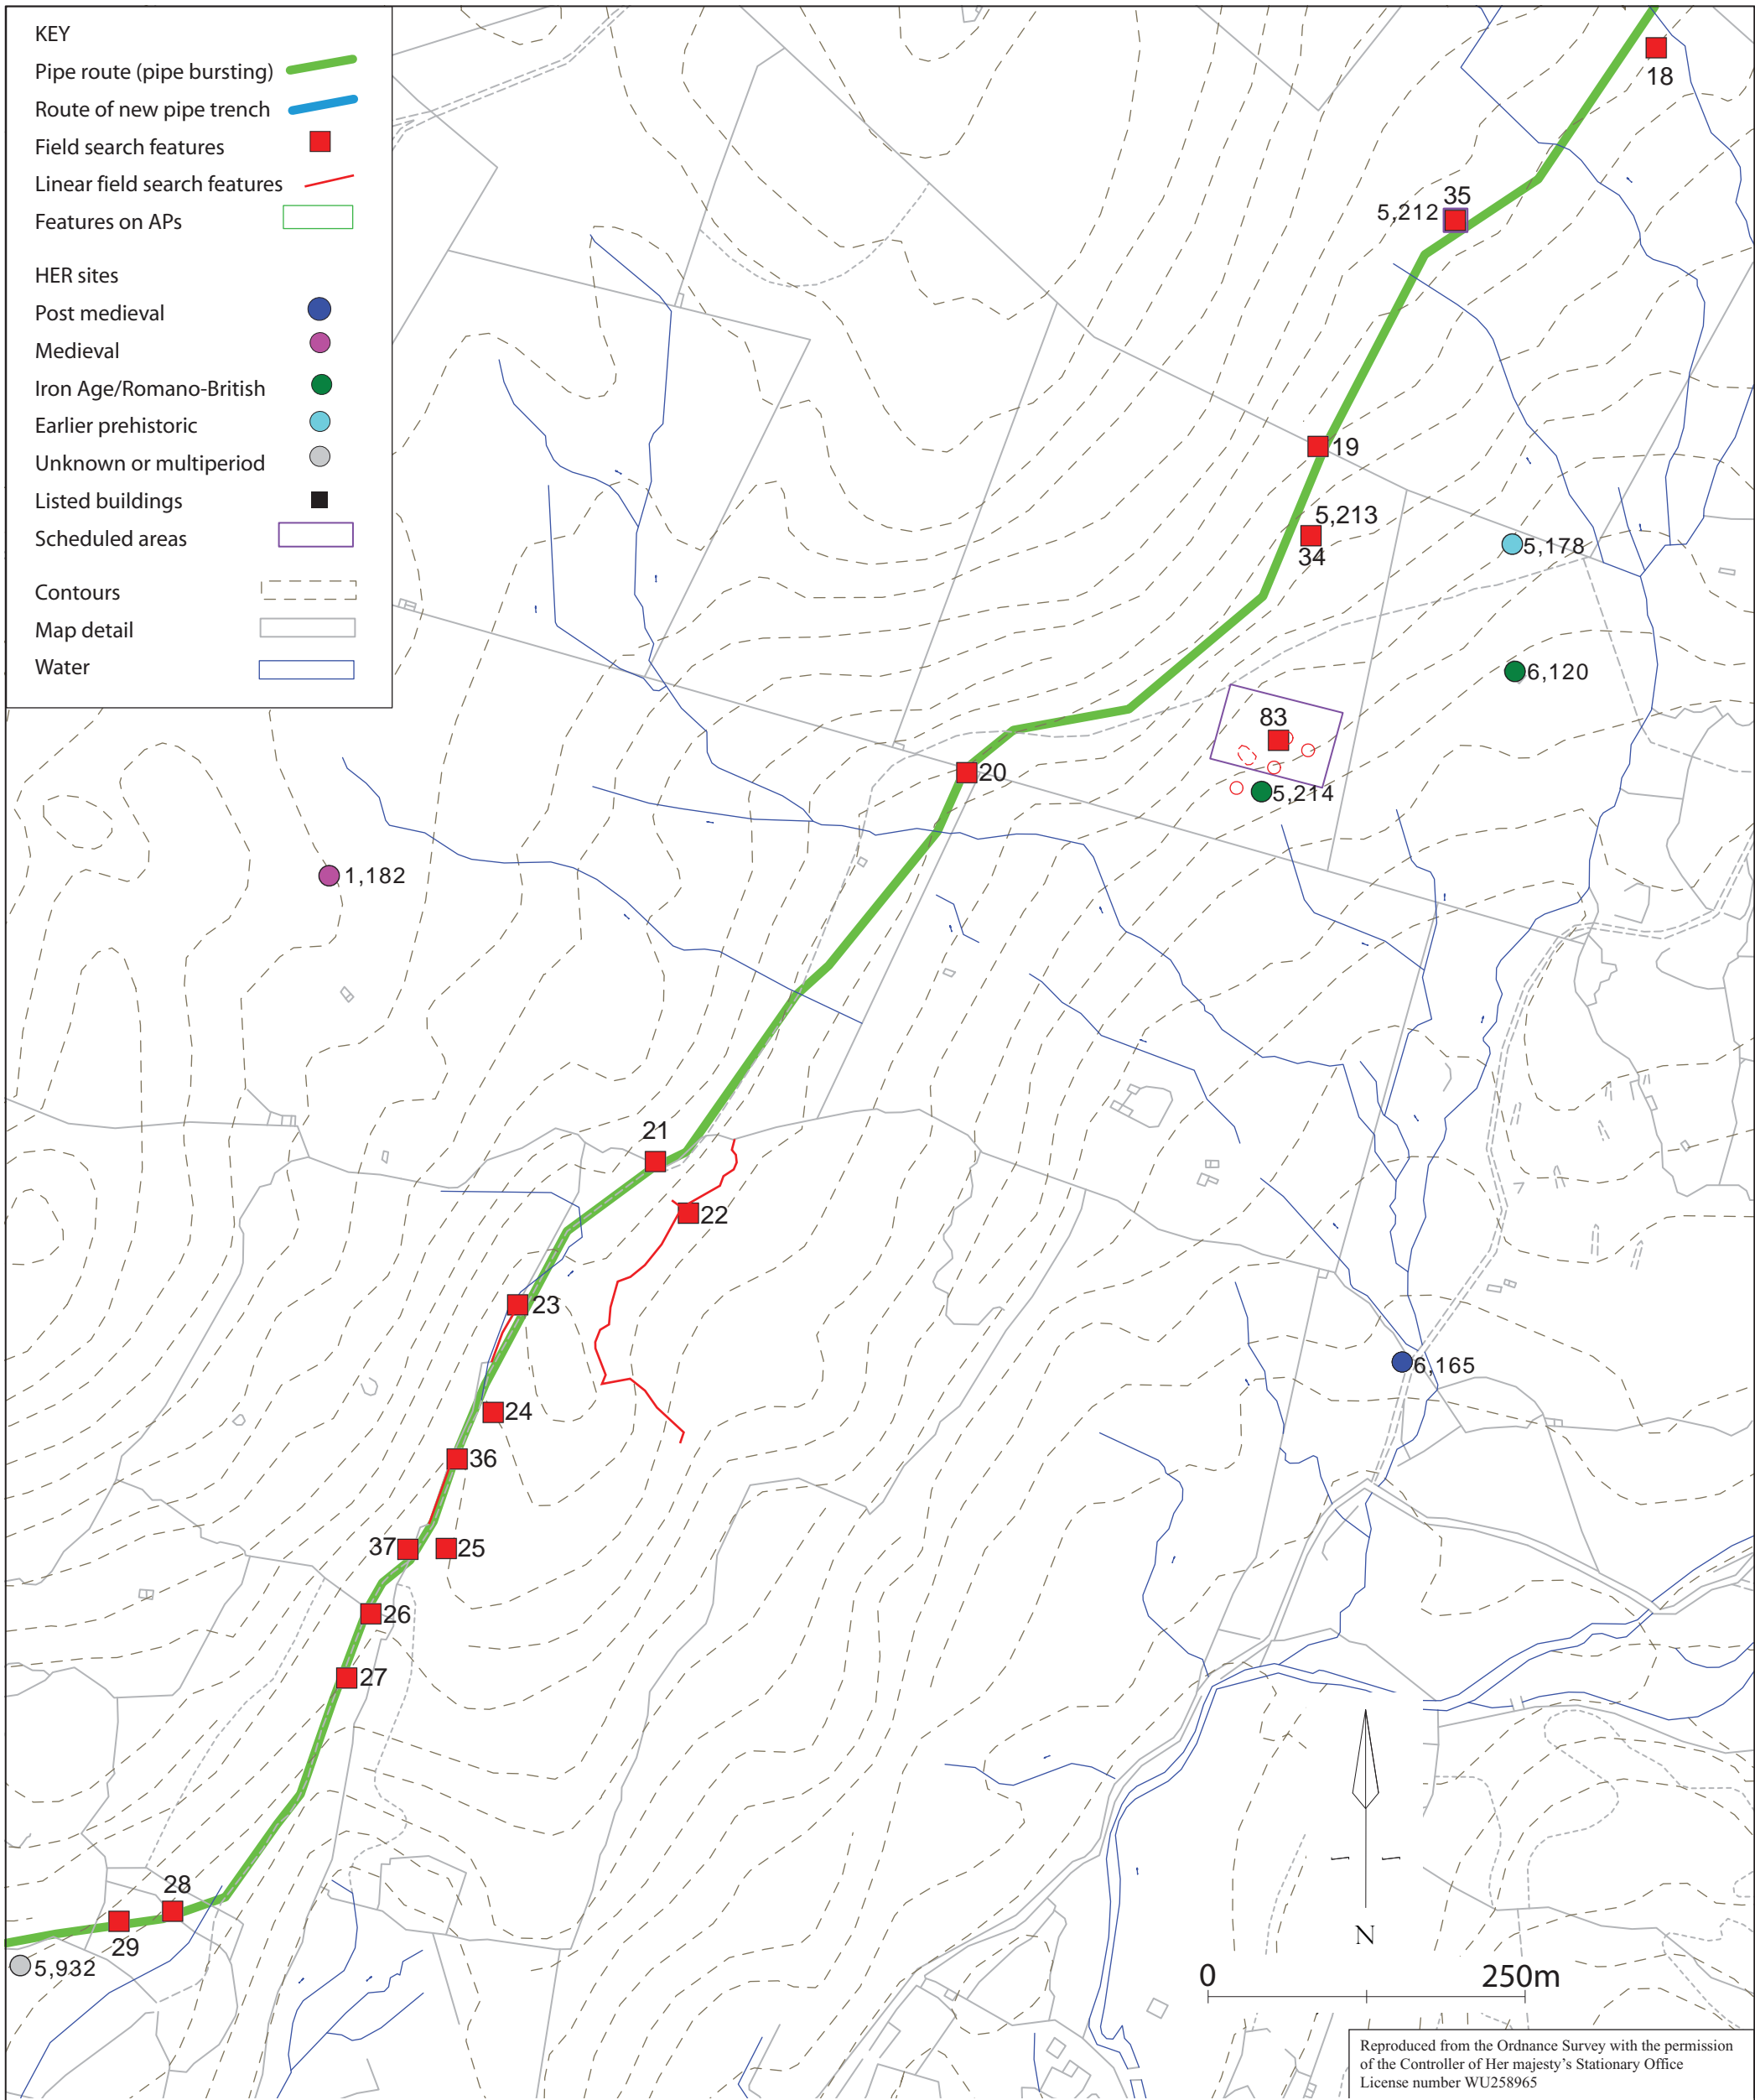 KEY
Pipe route (pipe bursting)
Route of new pipe trench
Field search features
Linear field search features
Features on APs
HER sites
Post medieval
Medieval
Iron Age/Romano-British
Earlier prehistoric
Unknown or multiperiod
Listed buildings
Scheduled areas
Contours
Map detail
Water
18
35
5,212
19
5,213
34
5,178
6,120
83
20
5,214
1,182
21
22
23
6,165
24
36
37
25
26
27
28
29
5,932
N
0 250m
Reproduced from the Ordnance Survey with the permission
of the Controller of Her majesty's Stationary Office
License number WU258965